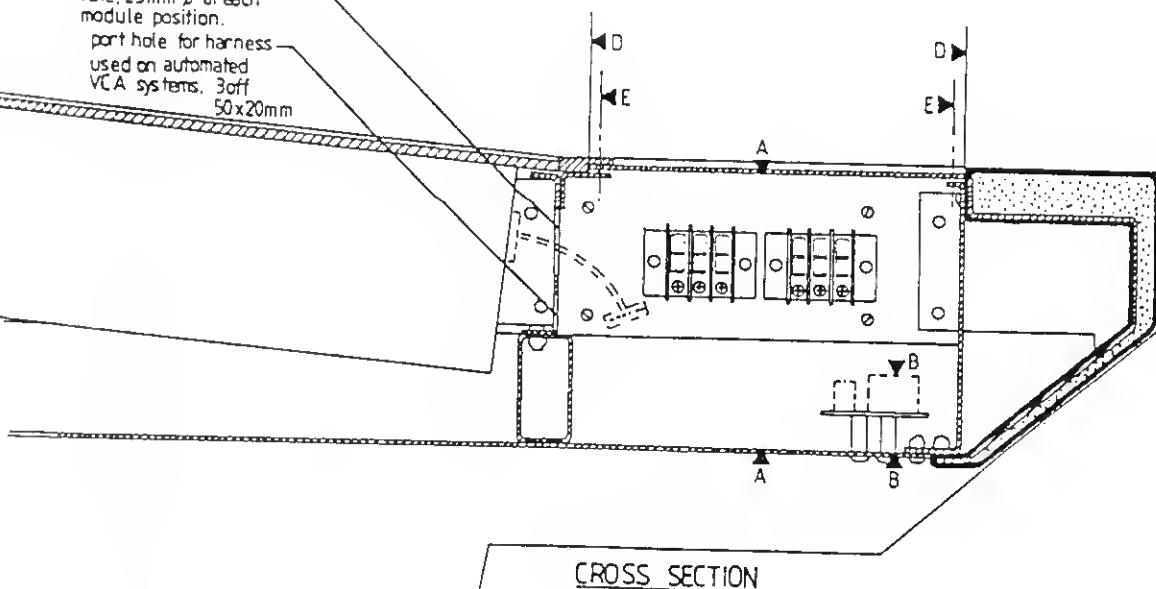 module position.
port hole for harness
used on automated
VCA systems. 3off
50x20mm
D
D
E
E
A
B
A
B
CROSS SECTION